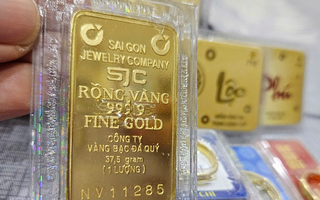 SAIGON
JEWELRY COMPANY
SJC
RỒNG VÀNG
999.9
FINE GOLD
CÔNG TY
VÀNG BẠC ĐÁ QUÝ
37,5 gram
(1 LƯỢNG)
NV11285
Lộc
CHỈ